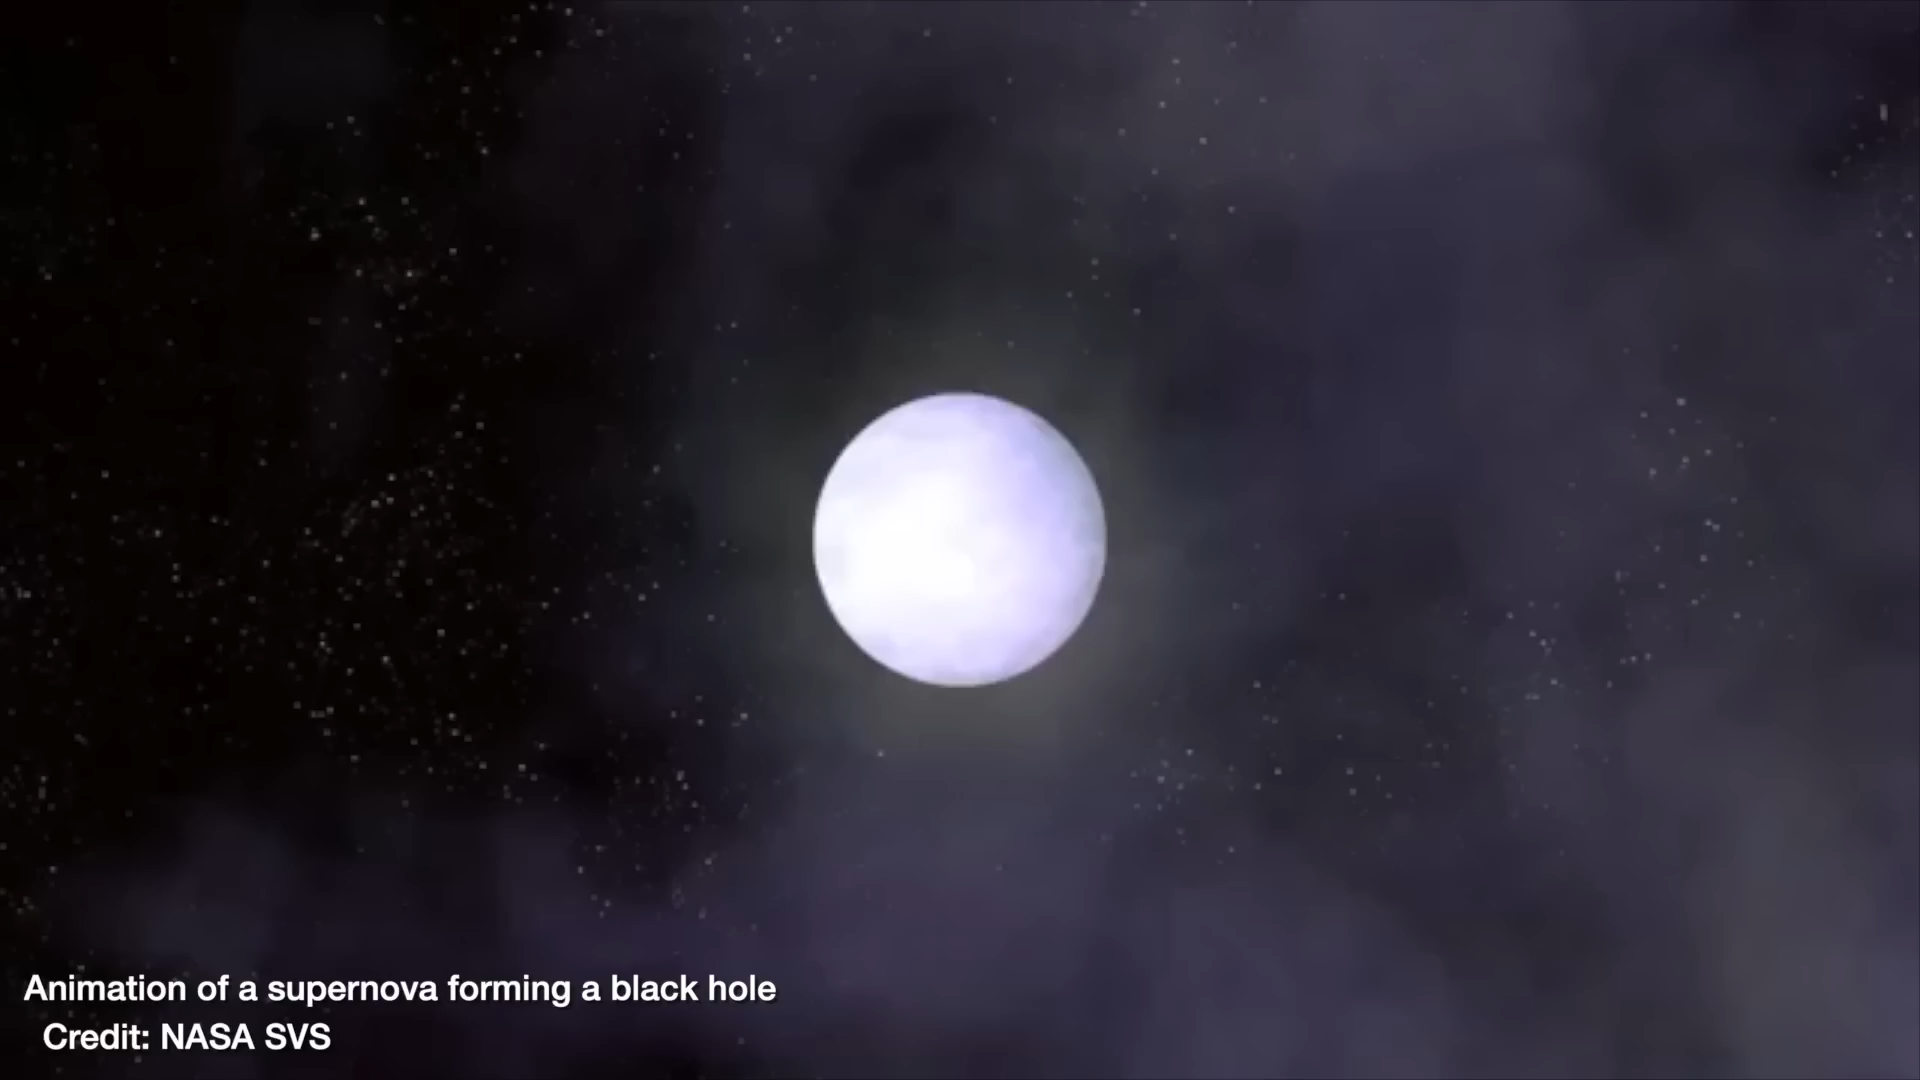 Animation of a supernova forming a black hole
Credit: NASA SVS